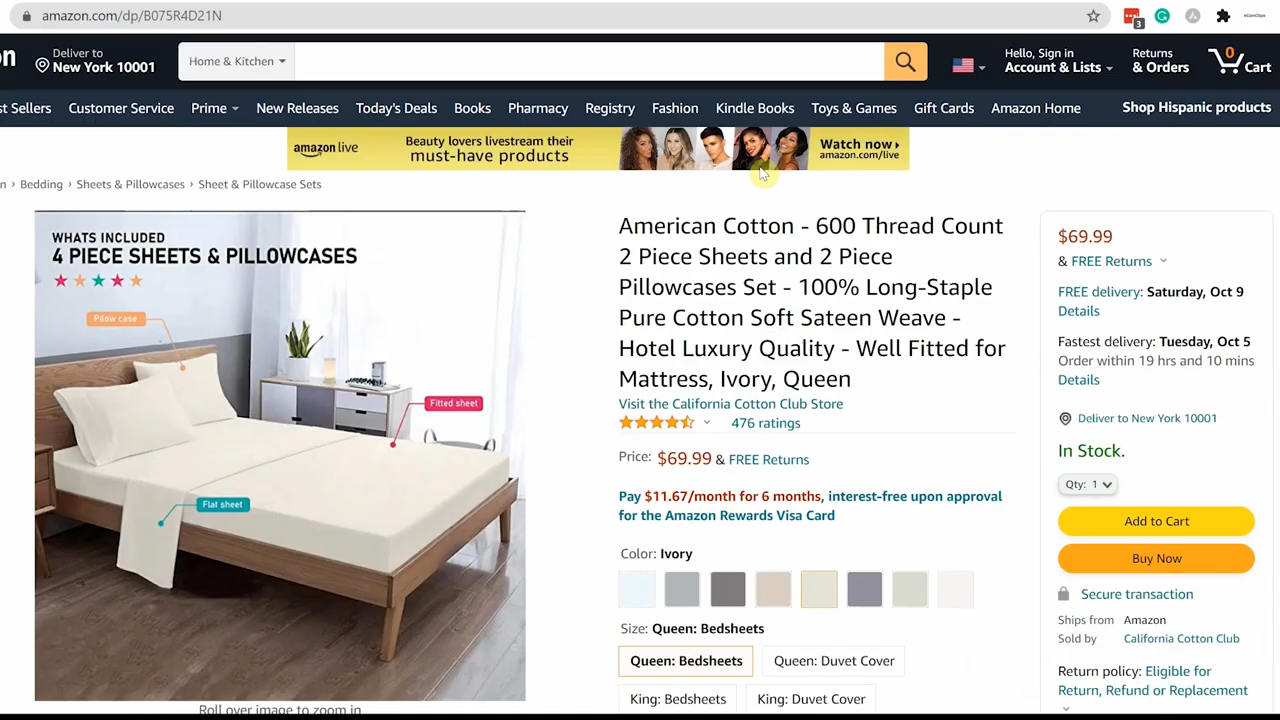 amazon.com/dp/B075R4D21N
3
on
Deliver to
New York 10001
Home & Kitchen
Hello, Sign in
Account & Lists
Returns
& Orders
0
Cart
st Sellers
Customer Service
Prime
New Releases
Today's Deals
Books
Pharmacy
Registry
Fashion
Kindle Books
Toys & Games
Gift Cards
Amazon Home
Shop Hispanic products
amazon live
Beauty lovers livestream their
must-have products
Watch now
amazon.com/live
n › Bedding › Sheets & Pillowcases › Sheet & Pillowcase Sets
WHATS INCLUDED
4 PIECE SHEETS & PILLOWCASES
Pilow case
Fitted sheet
Flat sheet
Roll over image to zoom in
American Cotton - 600 Thread Count
2 Piece Sheets and 2 Piece
Pillowcases Set - 100% Long-Staple
Pure Cotton Soft Sateen Weave -
Hotel Luxury Quality - Well Fitted for
Mattress, Ivory, Queen
Visit the California Cotton Club Store
476 ratings
Price: $69.99 & FREE Returns
Pay $11.67/month for 6 months, interest-free upon approval
for the Amazon Rewards Visa Card
Color: Ivory
Size: Queen: Bedsheets
Queen: Bedsheets
Queen: Duvet Cover
King: Bedsheets
King: Duvet Cover
$69.99
& FREE Returns
FREE delivery: Saturday, Oct 9
Details
Fastest delivery: Tuesday, Oct 5
Order within 19 hrs and 10 mins
Details
Deliver to New York 10001
In Stock.
Qty: 1
Add to Cart
Buy Now
Secure transaction
Ships from Amazon
Sold by California Cotton Club
Return policy: Eligible for
Return, Refund or Replacement